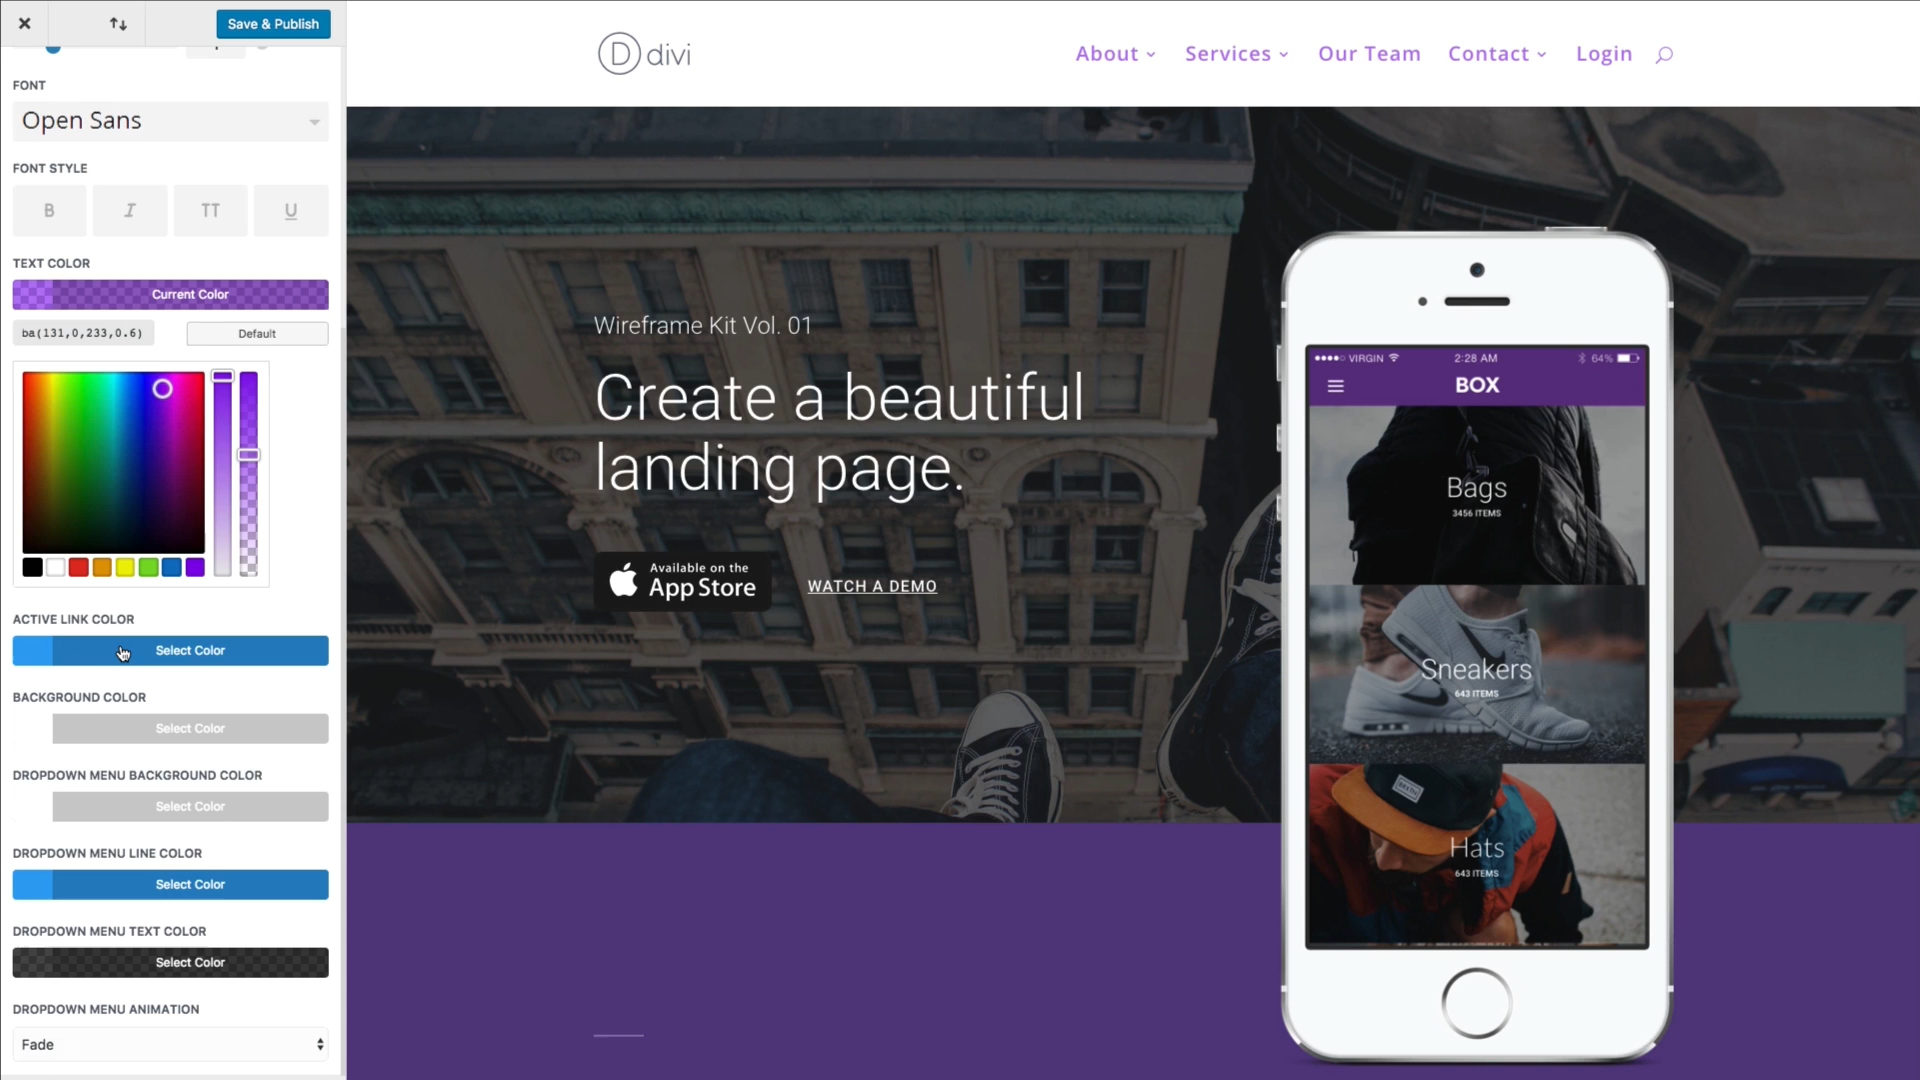 Save & Publish
FONT
Open Sans
FONT STYLE
B
I
TT
U
TEXT COLOR
Current Color
ba(131,0,233,0.6)
Default
ACTIVE LINK COLOR
Select Color
BACKGROUND COLOR
Select Color
DROPDOWN MENU BACKGROUND COLOR
Select Color
DROPDOWN MENU LINE COLOR
Select Color
DROPDOWN MENU TEXT COLOR
Select Color
DROPDOWN MENU ANIMATION
Fade
D divi
About
Services
Our Team
Contact
Login
Wireframe Kit Vol. 01
Create a beautiful
landing page.
Available on the
App Store
WATCH A DEMO
VIRGIN
2:28 AM
64%
BOX
Bags
3456 ITEMS
Sneakers
643 ITEMS
Hats
643 ITEMS